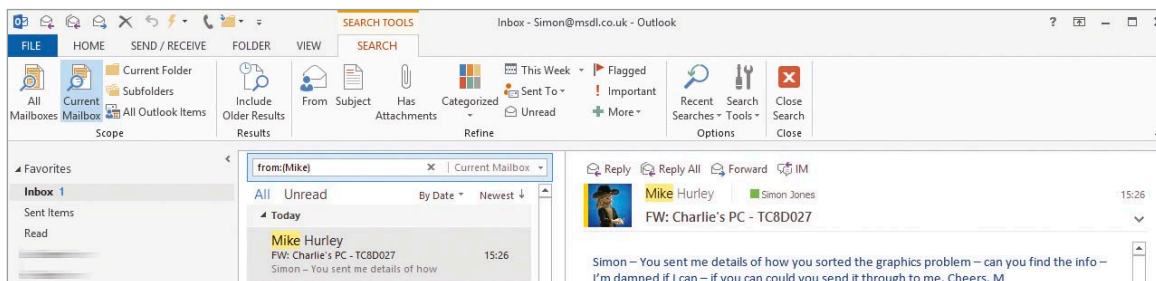 SEARCH TOOLS
Inbox - Simon@msdl.co.uk - Outlook
?
FILE HOME SEND / RECEIVE FOLDER VIEW SEARCH
All Mailboxes
Current Mailbox
Current Folder
Subfolders
All Outlook Items
Scope
Include Older Results
Results
From
Subject
Has Attachments
Categorized
This Week
Sent To
Unread
Flagged
! Important
More
Refine
Recent Searches
Search Tools
Options
Close Search
Close
Favorites
Inbox 1
Sent Items
Read
from:(Mike)
Current Mailbox
All Unread By Date Newest
Today
Mike Hurley
FW: Charlie's PC - TC8D027 15:26
Simon – You sent me details of how
Reply Reply All Forward IM
Mike Hurley Simon Jones 15:26
FW: Charlie's PC - TC8D027
Simon – You sent me details of how you sorted the graphics problem – can you find the info –
I'm damned if I can – if you can could you send it through to me. Cheers, M